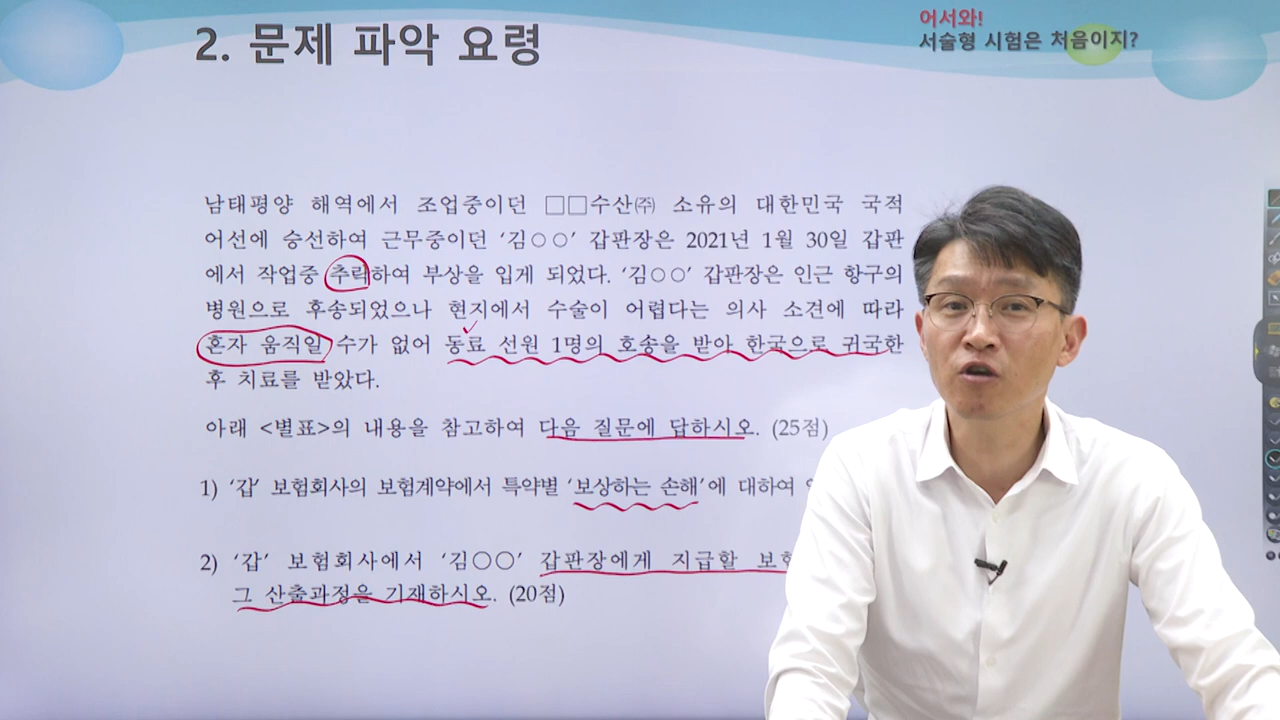 2. 문제 파악 요령
어서와!
서술형 시험은 처음이지?
남태평양 해역에서 조업중이던 □□수산㈜ 소유의 대한민국 국적
어선에 승선하여 근무중이던 ‘김○○’ 갑판장은 2021년 1월 30일 갑판
에서 작업중 추락하여 부상을 입게 되었다. ‘김○○’ 갑판장은 인근 항구의
병원으로 후송되었으나 현지에서 수술이 어렵다는 의사 소견에 따라
혼자 움직일 수가 없어 동료 선원 1명의 호송을 받아 한국으로 귀국한
후 치료를 받았다.
아래 <별표>의 내용을 참고하여 다음 질문에 답하시오. (25점)
1) ‘갑’ 보험회사의 보험계약에서 특약별 ‘보상하는 손해’에 대하여
2) ‘갑’ 보험회사에서 ‘김○○’ 갑판장에게 지급할
그 산출과정을 기재하시오. (20점)